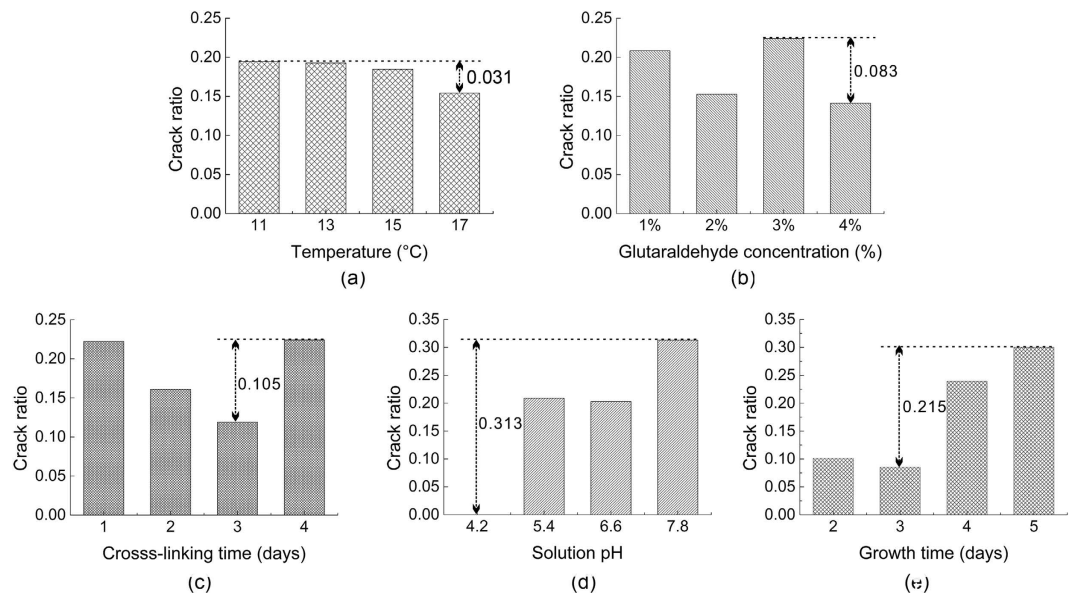 0.25
0.20
0.15
0.10
0.05
0.00
Crack ratio
0.031
11 13 15 17
Temperature (°C)
(a)
0.25
0.20
0.15
0.10
0.05
0.00
Crack ratio
0.083
1% 2% 3% 4%
Glutaraldehyde concentration (%)
(b)
0.25
0.20
0.15
0.10
0.05
0.00
Crack ratio
0.105
1 2 3 4
Crosss-linking time (days)
(c)
0.35
0.30
0.25
0.20
0.15
0.10
0.05
0.00
Crack ratio
0.313
4.2 5.4 6.6 7.8
Solution pH
(d)
0.35
0.30
0.25
0.20
0.15
0.10
0.05
0.00
Crack ratio
0.215
2 3 4 5
Growth time (days)
(e)